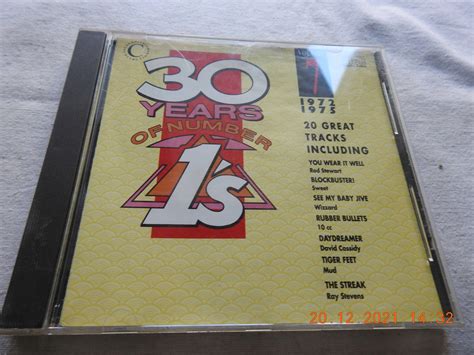 30
YEARS
OF NUMBER
1's
7
1972
1975
20 GREAT
TRACKS
INCLUDING
YOU WEAR IT WELL
Rod Stewart
BLOCKBUSTER!
Sweet
SEE MY BABY JIVE
Wizzard
RUBBER BULLETS
10 cc
DAYDREAMER
David Cassidy
TIGER FEET
Mud
THE STREAK
Ray Stevens
20.12.2021 14:32